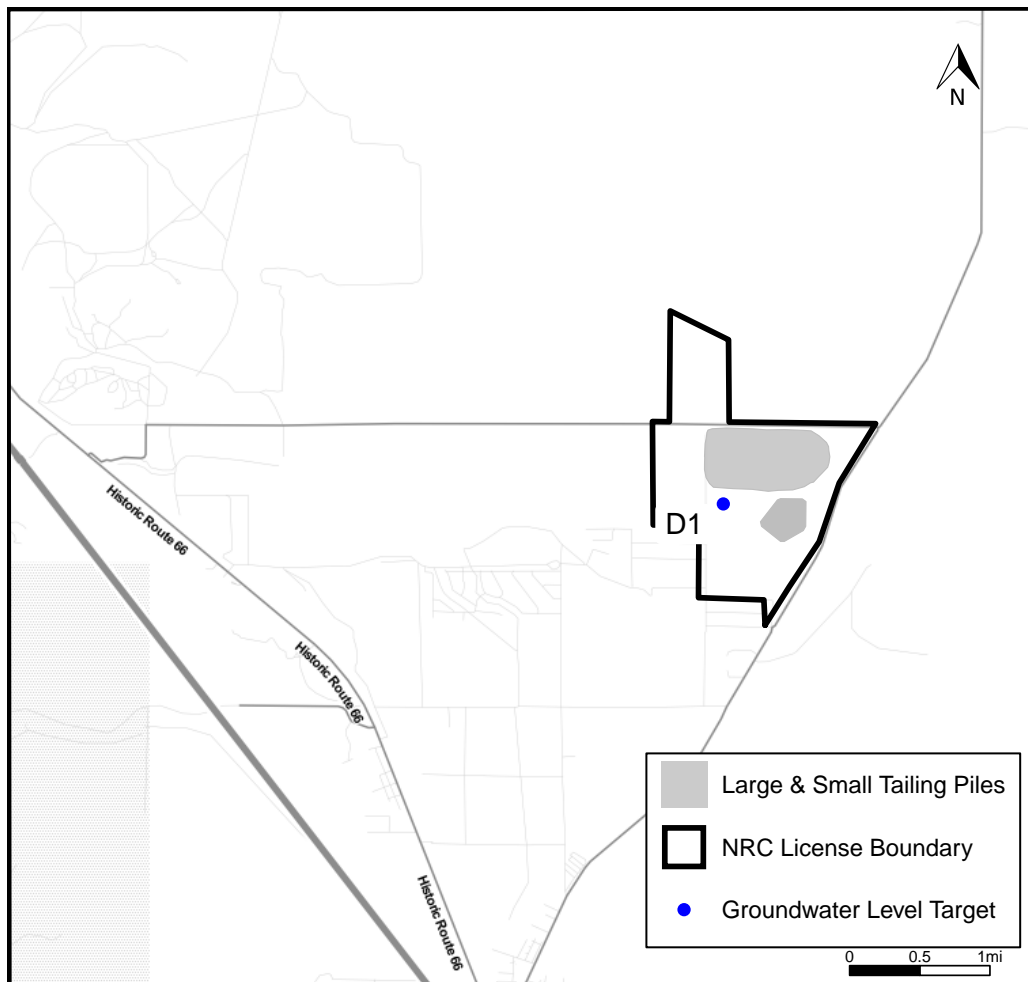 N
D1
Historic Route 66
Historic Route 66
Historic Route 66
Large & Small Tailing Piles
NRC License Boundary
Groundwater Level Target
0 0.5 1mi